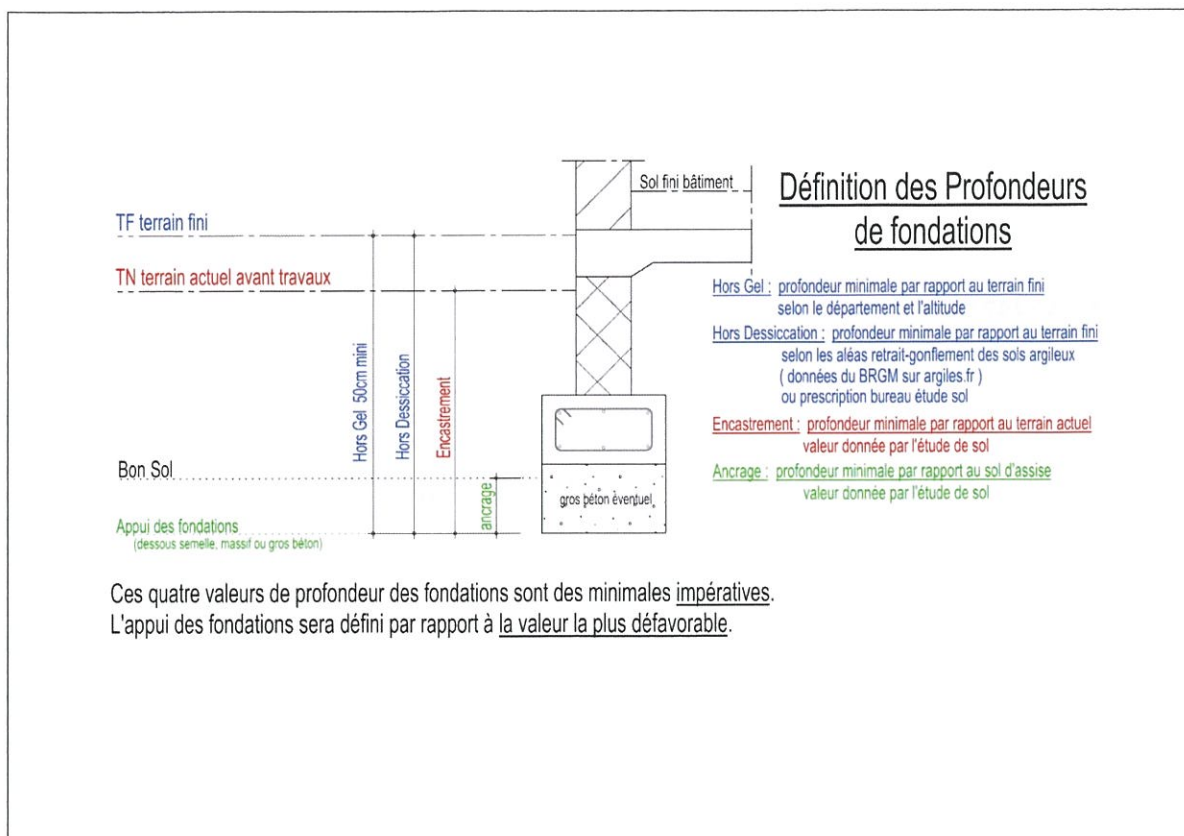 Sol fini bâtiment
Définition des Profondeurs
de fondations
TF terrain fini
TN terrain actuel avant travaux
Hors Gel : profondeur minimale par rapport au terrain fini
selon le département et l'altitude
Hors Dessiccation : profondeur minimale par rapport au terrain fini
selon les aléas retrait-gonflement des sols argileux
( données du BRGM sur argiles.fr )
ou prescription bureau étude sol
Encastrement : profondeur minimale par rapport au terrain actuel
valeur donnée par l'étude de sol
Ancrage : profondeur minimale par rapport au sol d'assise
valeur donnée par l'étude de sol
Hors Gel 50cm mini
Hors Dessiccation
Encastrement
Bon Sol
ancrage
gros béton éventuel
Appui des fondations
(dessous semelle, massif ou gros béton)
Ces quatre valeurs de profondeur des fondations sont des minimales impératives.
L'appui des fondations sera défini par rapport à la valeur la plus défavorable.